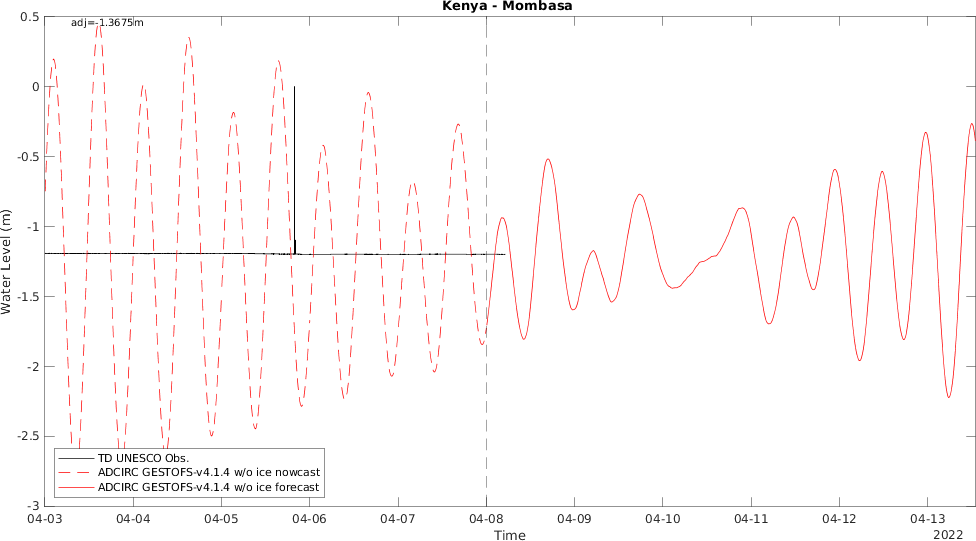 Kenya - Mombasa
adj=-1.3675m
0.5
0
-0.5
-1
-1.5
-2
-2.5
-3
Water Level (m)
TD UNESCO Obs.
ADCIRC GESTOFS-v4.1.4 w/o ice nowcast
ADCIRC GESTOFS-v4.1.4 w/o ice forecast
04-03 04-04 04-05 04-06 04-07 04-08 04-09 04-10 04-11 04-12 04-13
Time
2022